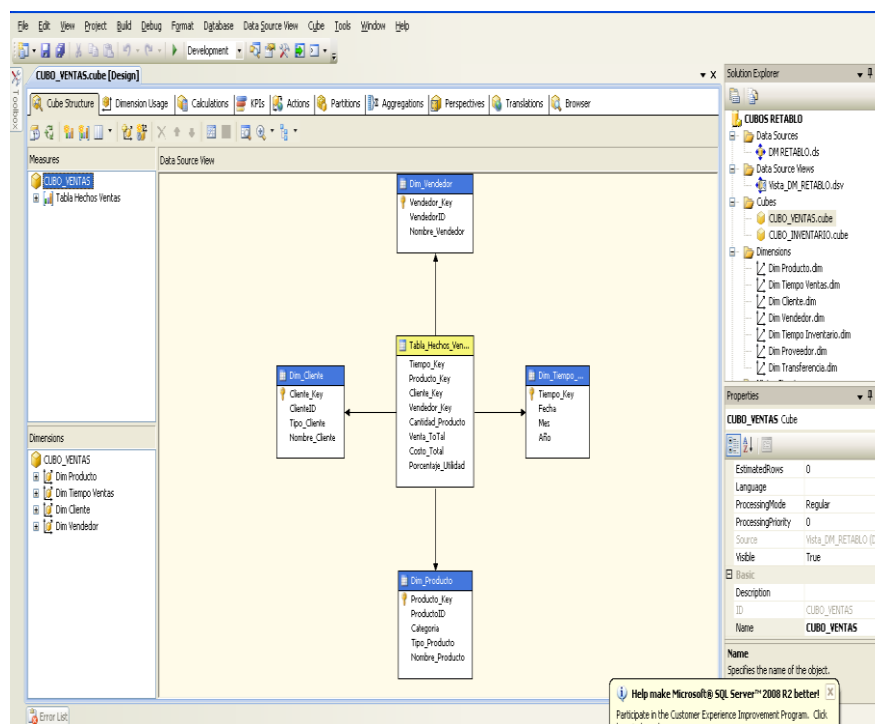 File Edit View Project Build Debug Format Database Data Source View Cube Tools Window Help
Development
CUBO_VENTAS.cube [Design]
Toolbox
Cube Structure Dimension Usage Calculations KPIs Actions Partitions Aggregations Perspectives Translations Browser
Measures
CUBO_VENTAS
Tabla Hechos Ventas
Dimensions
CUBO_VENTAS
Dim Producto
Dim Tiempo Ventas
Dim Cliente
Dim Vendedor
Data Source View
Dim_Vendedor
Vendedor_Key
VendedorID
Nombre_Vendedor
Tabla_Hechos_Ven...
Tiempo_Key
Producto_Key
Cliente_Key
Vendedor_Key
Cantidad_Producto
Venta_ToTal
Costo_Total
Porcentaje_Utilidad
Dim_Cliente
Cliente_Key
ClienteID
Tipo_Cliente
Nombre_Cliente
Dim_Tiempo_...
Tiempo_Key
Fecha
Mes
Año
Dim_Producto
Producto_Key
ProductoID
Categoria
Tipo_Producto
Nombre_Producto
Solution Explorer
CUBOS RETABLO
Data Sources
DM RETABLO.ds
Data Source Views
Vista_DM_RETABLO.dsv
Cubes
CUBO_VENTAS.cube
CUBO_INVENTARIO.cube
Dimensions
Dim Producto.dim
Dim Tiempo Ventas.dim
Dim Cliente.dim
Dim Vendedor.dim
Dim Tiempo Inventario.dim
Dim Proveedor.dim
Dim Transferencia.dim
Properties
CUBO_VENTAS Cube
EstimatedRows 0
Language
ProcessingMode Regular
ProcessingPriority 0
Source Vista_DM_RETABLO (D
Visible True
Basic
Description
ID CUBO_VENTAS
Name CUBO_VENTAS
Name
Specifies the name of the object.
Help make Microsoft® SQL Server™ 2008 R2 better!
Participate in the Customer Experience Improvement Program. Click
Error List